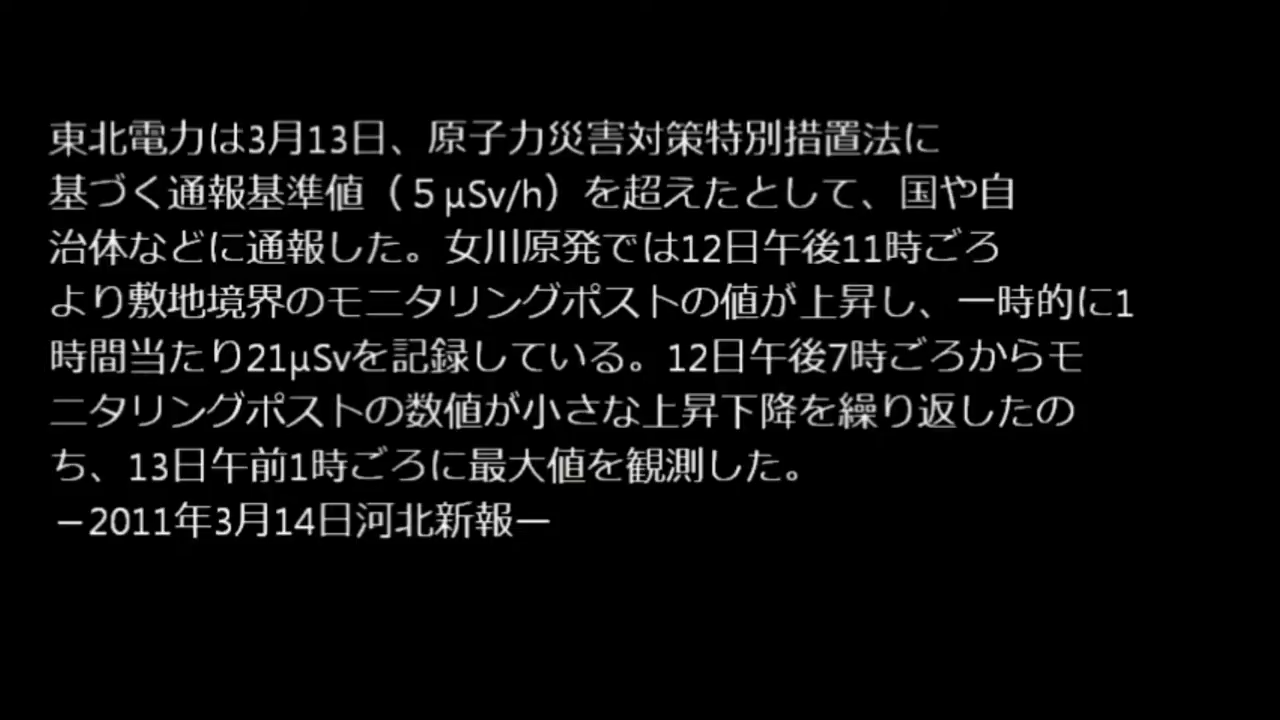 東北電力は3月13日、原子力災害対策特別措置法に
基づく通報基準値（５μSv/h）を超えたとして、国や自
治体などに通報した。女川原発では12日午後11時ごろ
より敷地境界のモニタリングポストの値が上昇し、一時的に1
時間当たり21μSvを記録している。12日午後7時ごろからモ
ニタリングポストの数値が小さな上昇下降を繰り返したの
ち、13日午前1時ごろに最大値を観測した。
－2011年3月14日河北新報ー